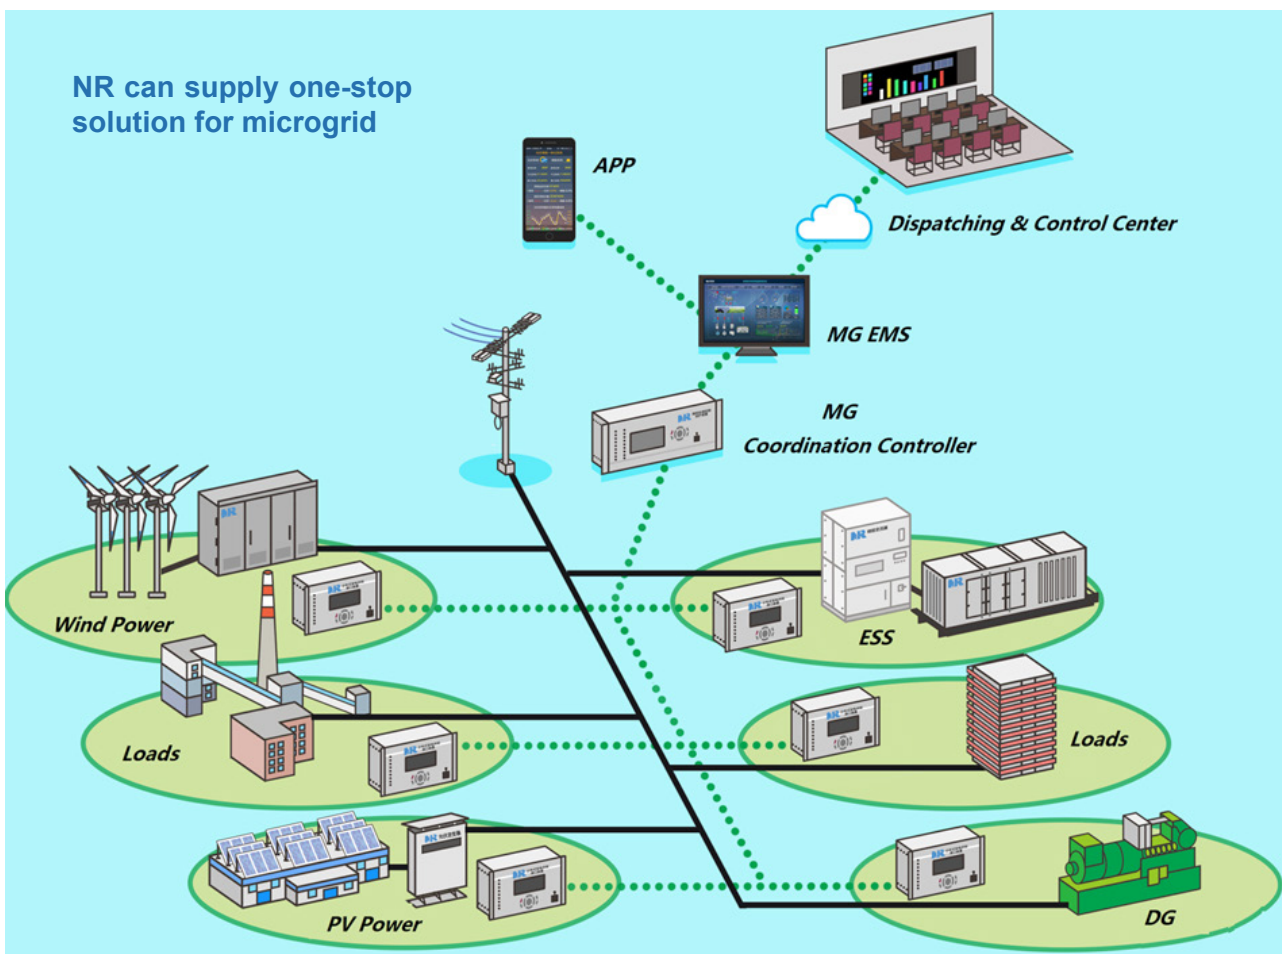 NR can supply one-stop
solution for microgrid
APP
Dispatching & Control Center
MG EMS
MG
Coordination Controller
Wind Power
ESS
Loads
Loads
PV Power
DG